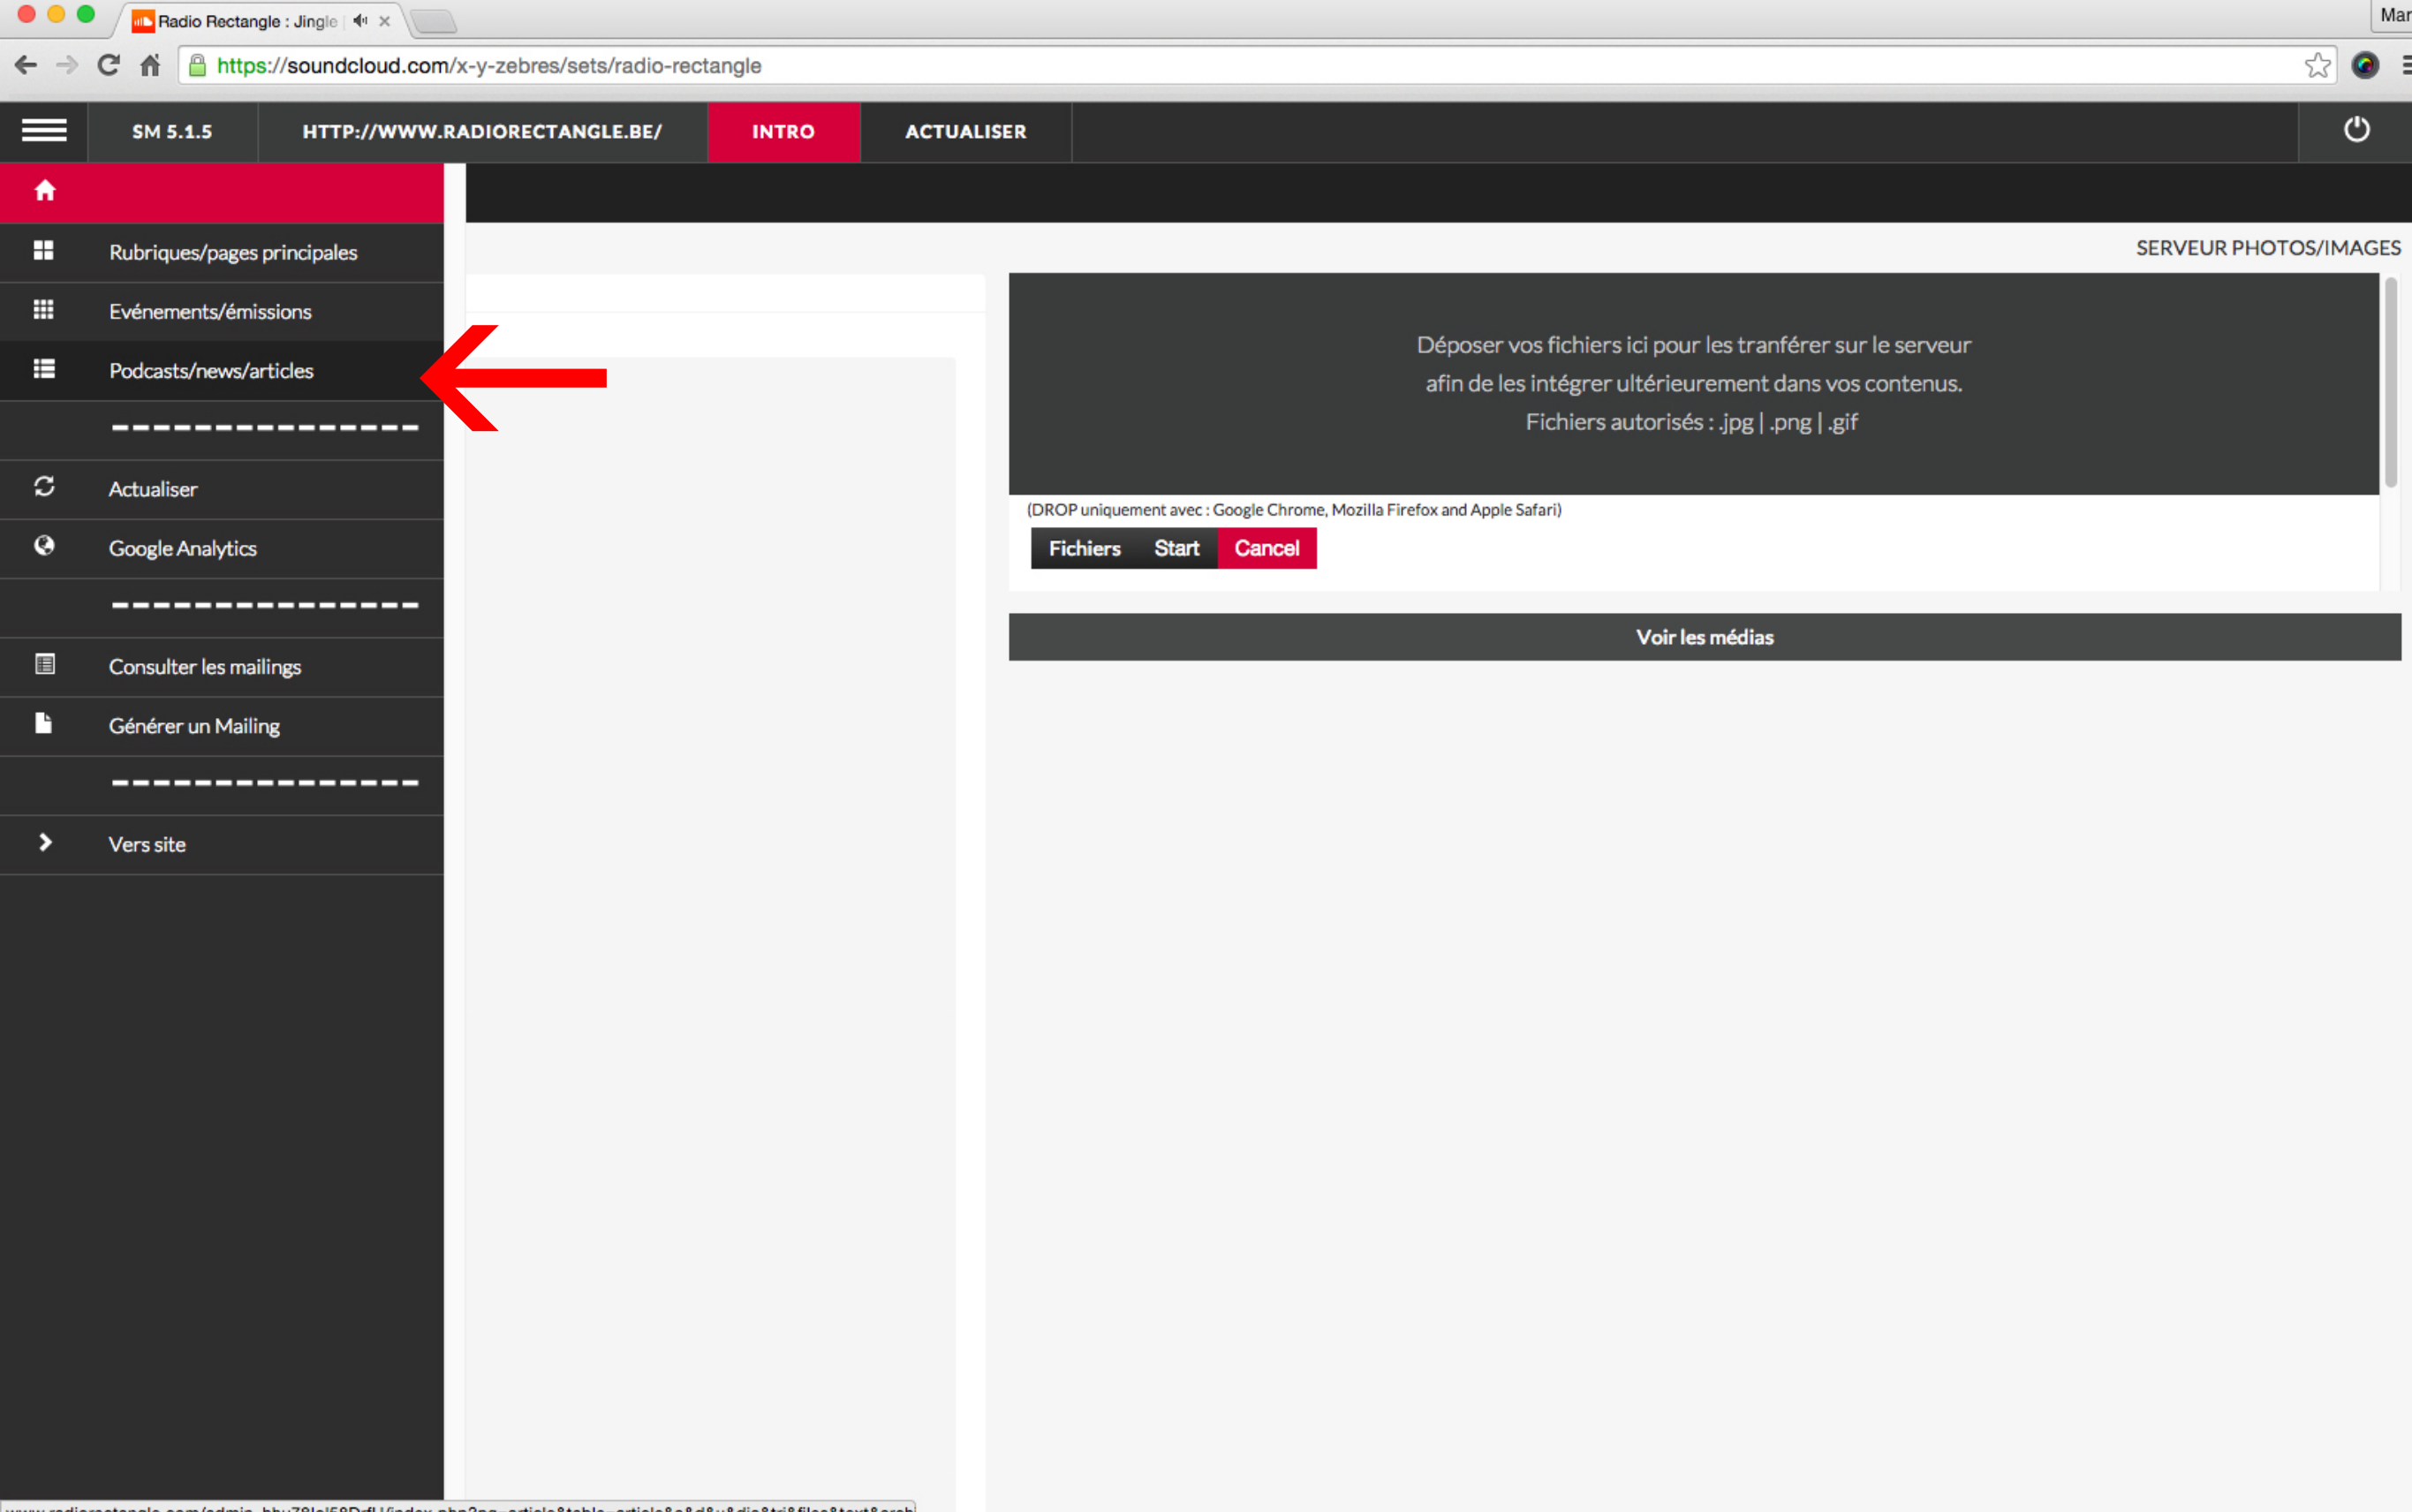 Radio Rectangle : Jingle
Mar
https://soundcloud.com/x-y-zebres/sets/radio-rectangle
SM 5.1.5
HTTP://WWW.RADIORECTANGLE.BE/
INTRO
ACTUALISER
Rubriques/pages principales
Evénements/émissions
Podcasts/news/articles
Actualiser
Google Analytics
Consulter les mailings
Générer un Mailing
Vers site
SERVEUR PHOTOS/IMAGES
Déposer vos fichiers ici pour les tranférer sur le serveur
afin de les intégrer ultérieurement dans vos contenus.
Fichiers autorisés : .jpg | .png | .gif
(DROP uniquement avec : Google Chrome, Mozilla Firefox and Apple Safari)
Fichiers
Start
Cancel
Voir les médias